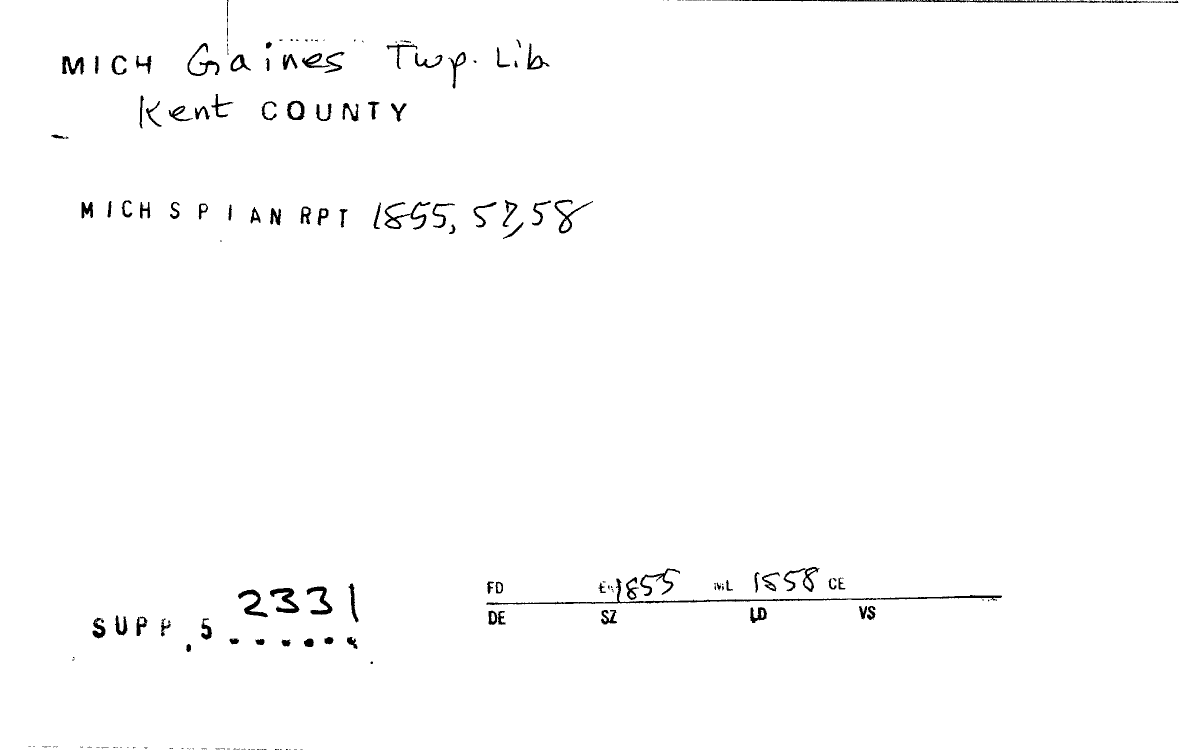 MICH Gaines Twp. Lib.
Kent COUNTY
MICH S P I AN RPT 1855, 57, 58
FD 1855 ML 1858 CE
DE SZ LD VS
2331
SUPP. 5 ......